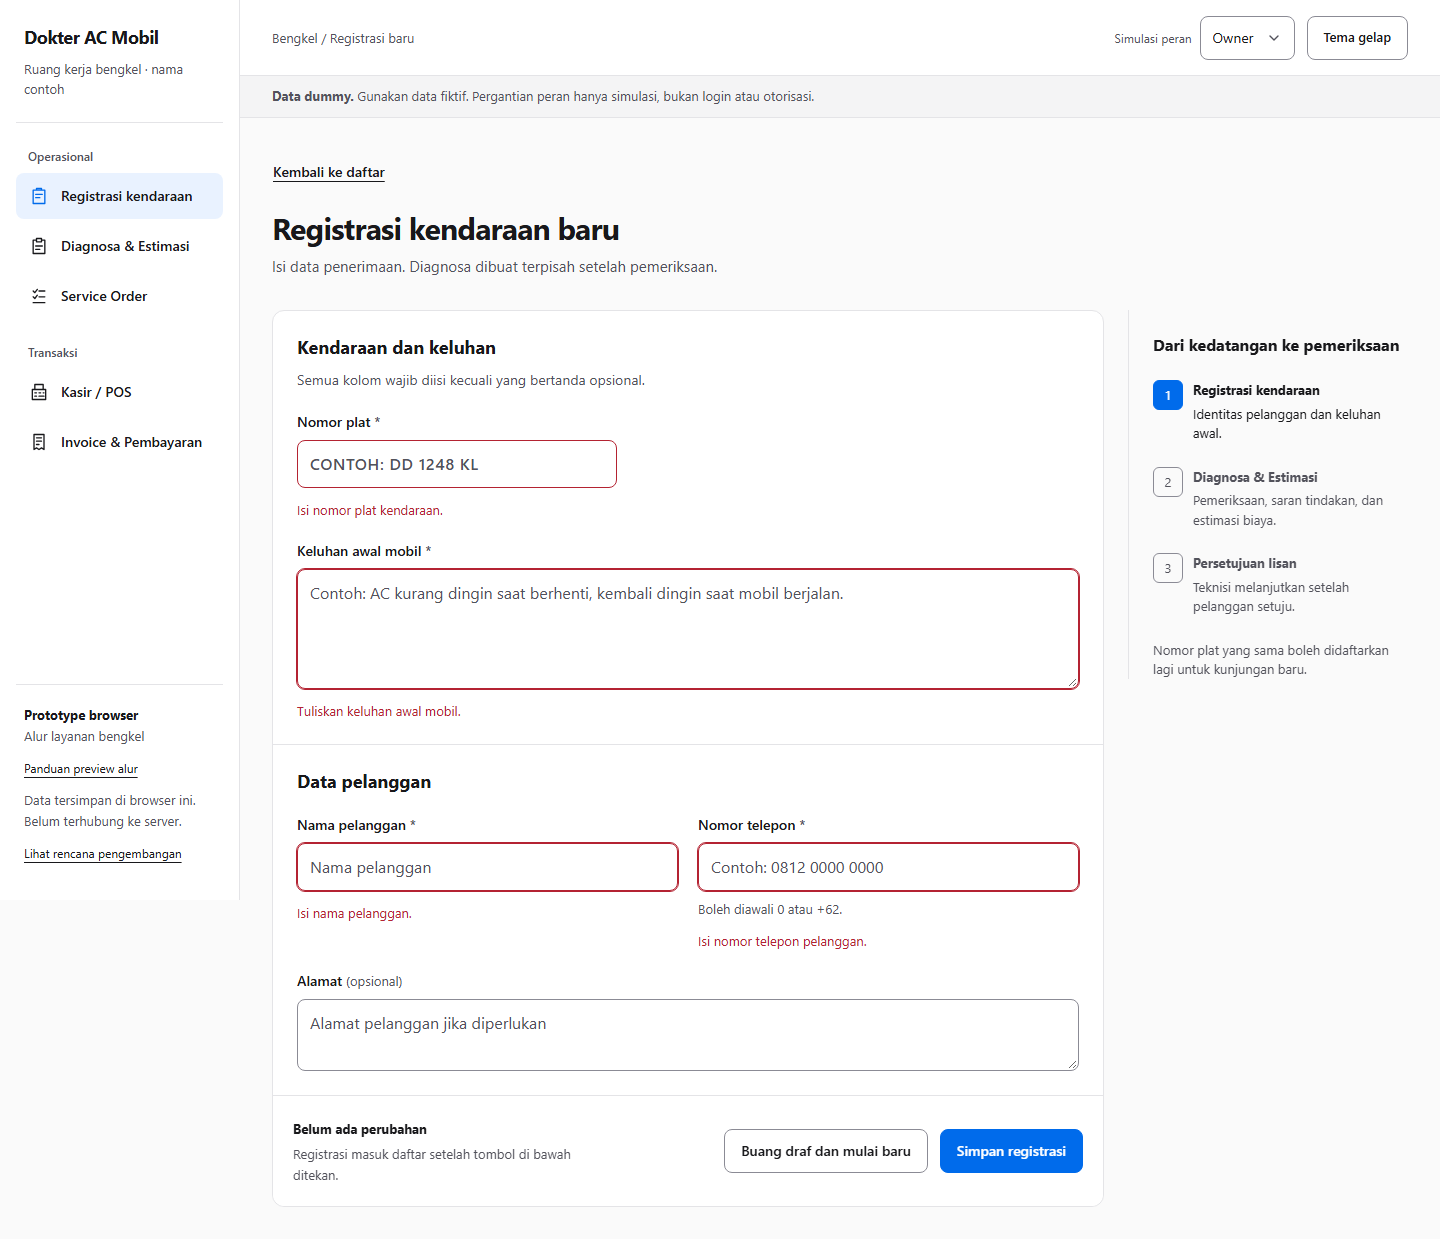 Dokter AC Mobil
Ruang kerja bengkel · nama
contoh
Operasional
Registrasi kendaraan
Diagnosa & Estimasi
Service Order
Transaksi
Kasir / POS
Invoice & Pembayaran
Prototype browser
Alur layanan bengkel
Panduan preview alur
Data tersimpan di browser ini.
Belum terhubung ke server.
Lihat rencana pengembangan
Bengkel / Registrasi baru
Simulasi peran
Owner
Tema gelap
Data dummy. Gunakan data fiktif. Pergantian peran hanya simulasi, bukan login atau otorisasi.
Kembali ke daftar
Registrasi kendaraan baru
Isi data penerimaan. Diagnosa dibuat terpisah setelah pemeriksaan.
Kendaraan dan keluhan
Semua kolom wajib diisi kecuali yang bertanda opsional.
Nomor plat *
CONTOH: DD 1248 KL
Isi nomor plat kendaraan.
Keluhan awal mobil *
Contoh: AC kurang dingin saat berhenti, kembali dingin saat mobil berjalan.
Tuliskan keluhan awal mobil.
Data pelanggan
Nama pelanggan *
Nama pelanggan
Isi nama pelanggan.
Nomor telepon *
Contoh: 0812 0000 0000
Boleh diawali 0 atau +62.
Isi nomor telepon pelanggan.
Alamat (opsional)
Alamat pelanggan jika diperlukan
Belum ada perubahan
Registrasi masuk daftar setelah tombol di bawah
ditekan.
Buang draf dan mulai baru
Simpan registrasi
Dari kedatangan ke pemeriksaan
1
Registrasi kendaraan
Identitas pelanggan dan keluhan
awal.
2
Diagnosa & Estimasi
Pemeriksaan, saran tindakan, dan
estimasi biaya.
3
Persetujuan lisan
Teknisi melanjutkan setelah
pelanggan setuju.
Nomor plat yang sama boleh didaftarkan
lagi untuk kunjungan baru.